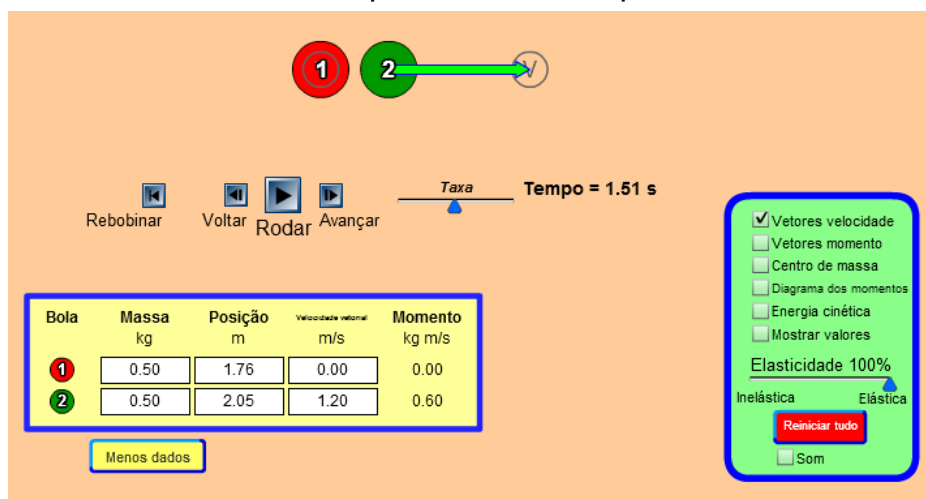 1
2
V
Rebobinar
Voltar
Rodar
Avançar
Taxa
Tempo = 1.51 s
Vetores velocidade
Vetores momento
Centro de massa
Diagrama dos momentos
Energia cinética
Mostrar valores
Elasticidade 100%
Inelástica Elástica
Reiniciar tudo
Som
Bola Massa Posição Velocidade vetorial Momento
kg m m/s kg m/s
1 0.50 1.76 0.00 0.00
2 0.50 2.05 1.20 0.60
Menos dados